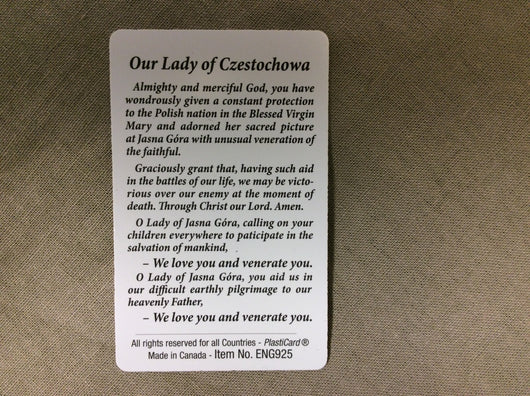 Our Lady of Czestochowa
Almighty and merciful God, you have
wondrously given a constant protection
to the Polish nation in the Blessed Virgin
Mary and adorned her sacred picture
at Jasna Góra with unusual veneration of
the faithful.
Graciously grant that, having such aid
in the battles of our life, we may be victo-
rious over our enemy at the moment of
death. Through Christ our Lord. Amen.
O Lady of Jasna Góra, calling on your
children everywhere to paticipate in the
salvation of mankind,
– We love you and venerate you.
O Lady of Jasna Góra, you aid us in
our difficult earthly pilgrimage to our
heavenly Father,
– We love you and venerate you.
All rights reserved for all Countries - PlastiCard ®
Made in Canada - Item No. ENG925